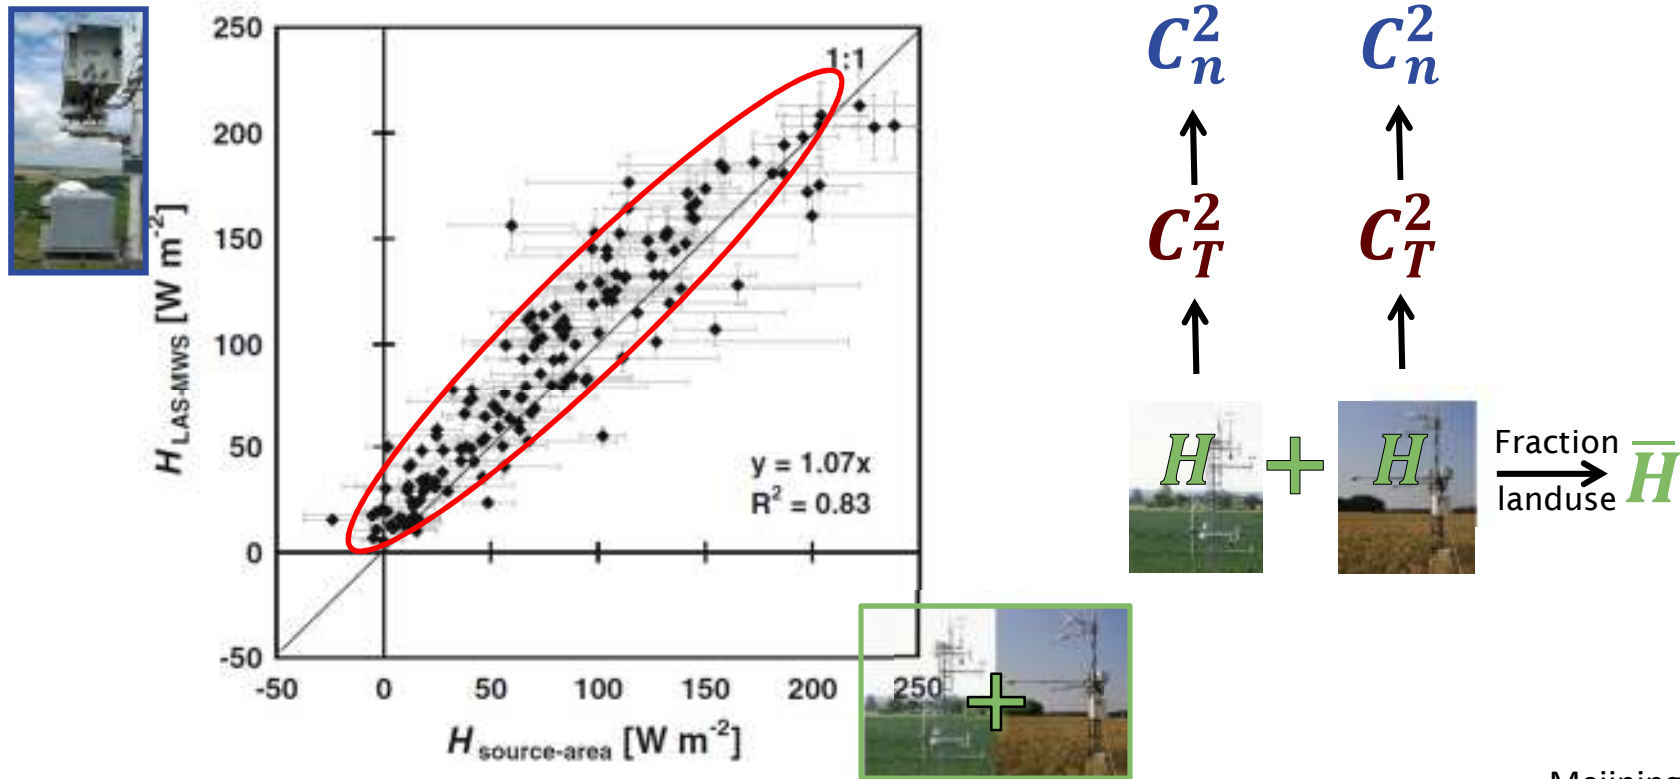 250
200
150
100
50
0
-50
-50 0 50 100 150 200 250
H LAS-MWS [W m-2]
H source-area [W m-2]
1:1
y = 1.07x
R2 = 0.83
C2n C2n
C2T C2T
H + H
Fraction
landuse
H̅
+